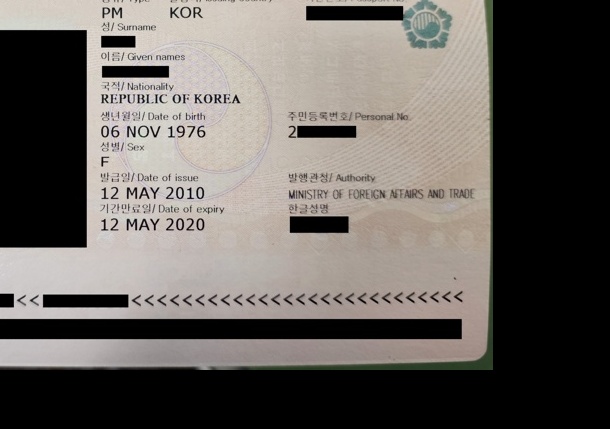 PM KOR
성/ Surname
이름/ Given names
국적/ Nationality
REPUBLIC OF KOREA
생년월일/ Date of birth 주민등록번호/ Personal No.
06 NOV 1976 2
성별/ Sex
F
발급일/ Date of issue 발행관청/ Authority
12 MAY 2010 MINISTRY OF FOREIGN AFFAIRS AND TRADE
기간만료일/ Date of expiry 한글성명
12 MAY 2020
<< <<<<<<<<<<<<<<<<<<<<<<<<<<<